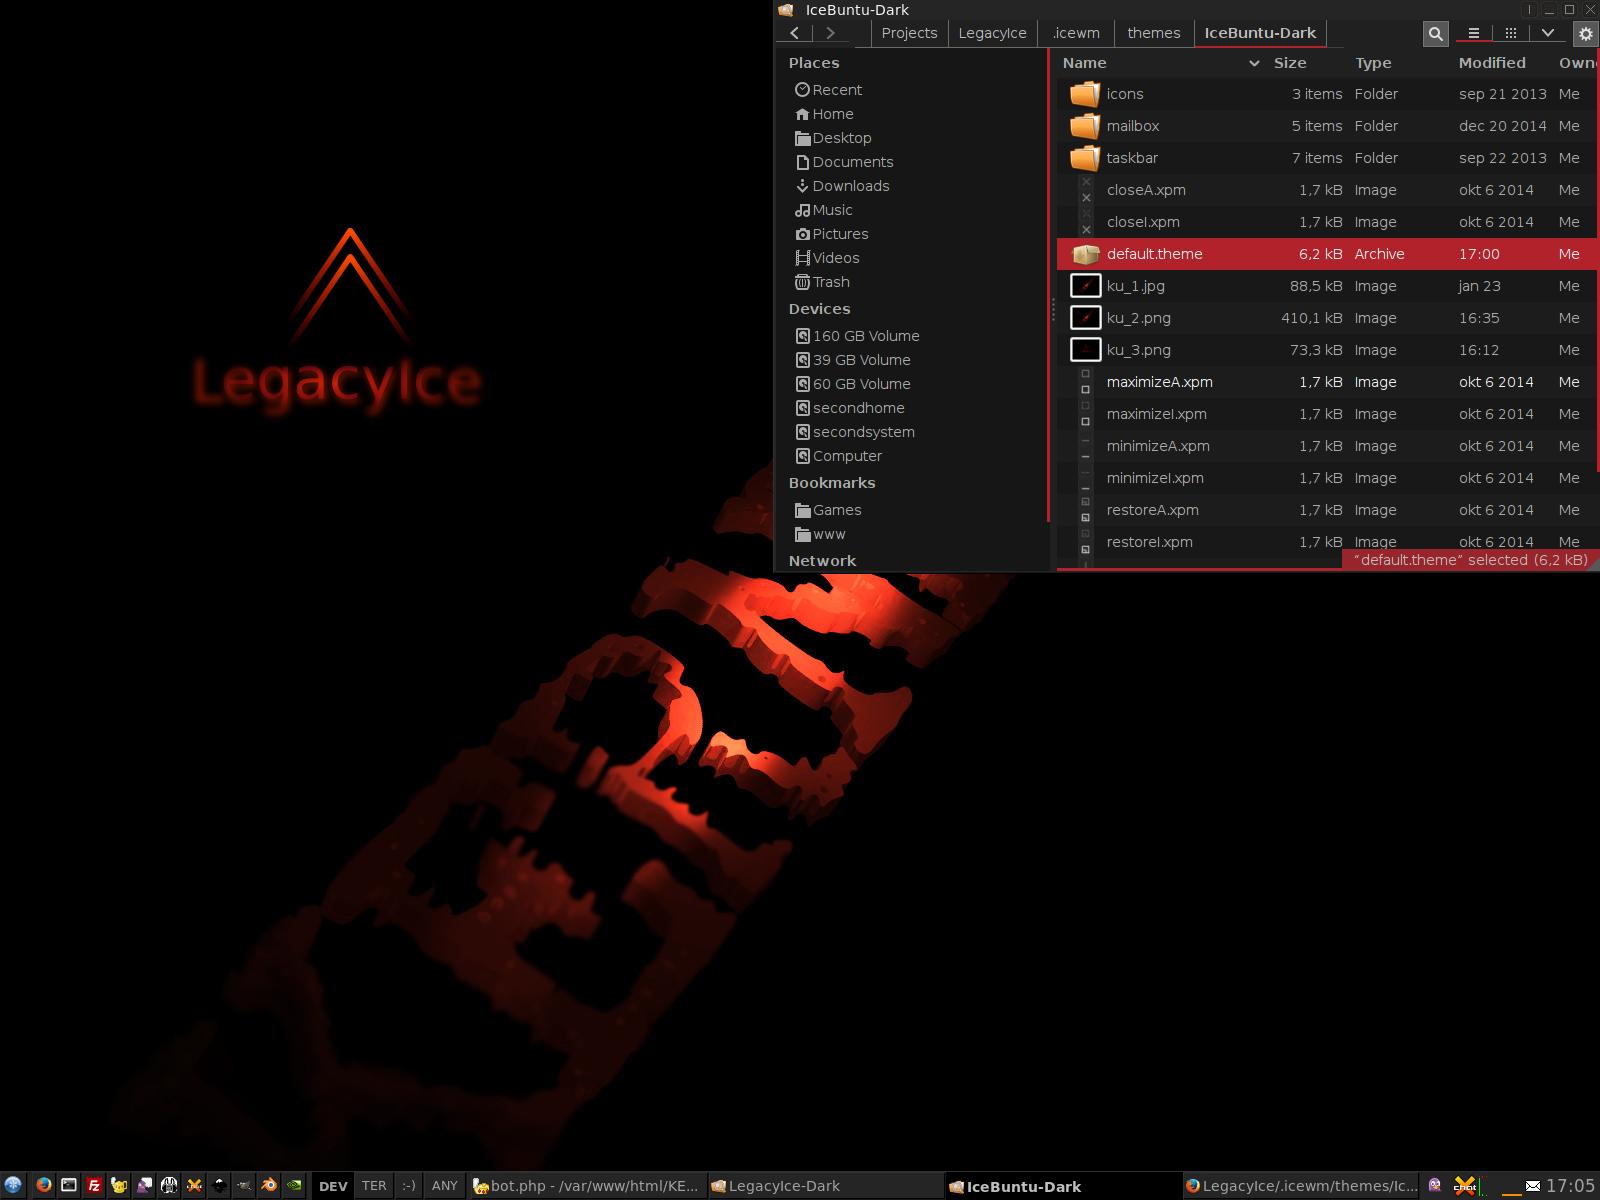 IceBuntu-Dark
Projects LegacyIce .icewm themes IceBuntu-Dark
Places
Recent
Home
Desktop
Documents
Downloads
Music
Pictures
Videos
Trash
Devices
160 GB Volume
39 GB Volume
60 GB Volume
secondhome
secondsystem
Computer
Bookmarks
Games
www
Network
Name Size Type Modified Owne
icons 3 items Folder sep 21 2013 Me
mailbox 5 items Folder dec 20 2014 Me
taskbar 7 items Folder sep 22 2013 Me
closeA.xpm 1,7 kB Image okt 6 2014 Me
closeI.xpm 1,7 kB Image okt 6 2014 Me
default.theme 6,2 kB Archive 17:00 Me
ku_1.jpg 88,5 kB Image jan 23 Me
ku_2.png 410,1 kB Image 16:35 Me
ku_3.png 73,3 kB Image 16:12 Me
maximizeA.xpm 1,7 kB Image okt 6 2014 Me
maximizeI.xpm 1,7 kB Image okt 6 2014 Me
minimizeA.xpm 1,7 kB Image okt 6 2014 Me
minimizeI.xpm 1,7 kB Image okt 6 2014 Me
restoreA.xpm 1,7 kB Image okt 6 2014 Me
restoreI.xpm 1,7 kB Image okt 6 2014 Me
“default.theme” selected (6,2 kB)
LegacyIce
DEV TER :-) ANY bot.php - /var/www/html/KE... LegacyIce-Dark IceBuntu-Dark LegacyIce/.icewm/themes/Ic... 17:05